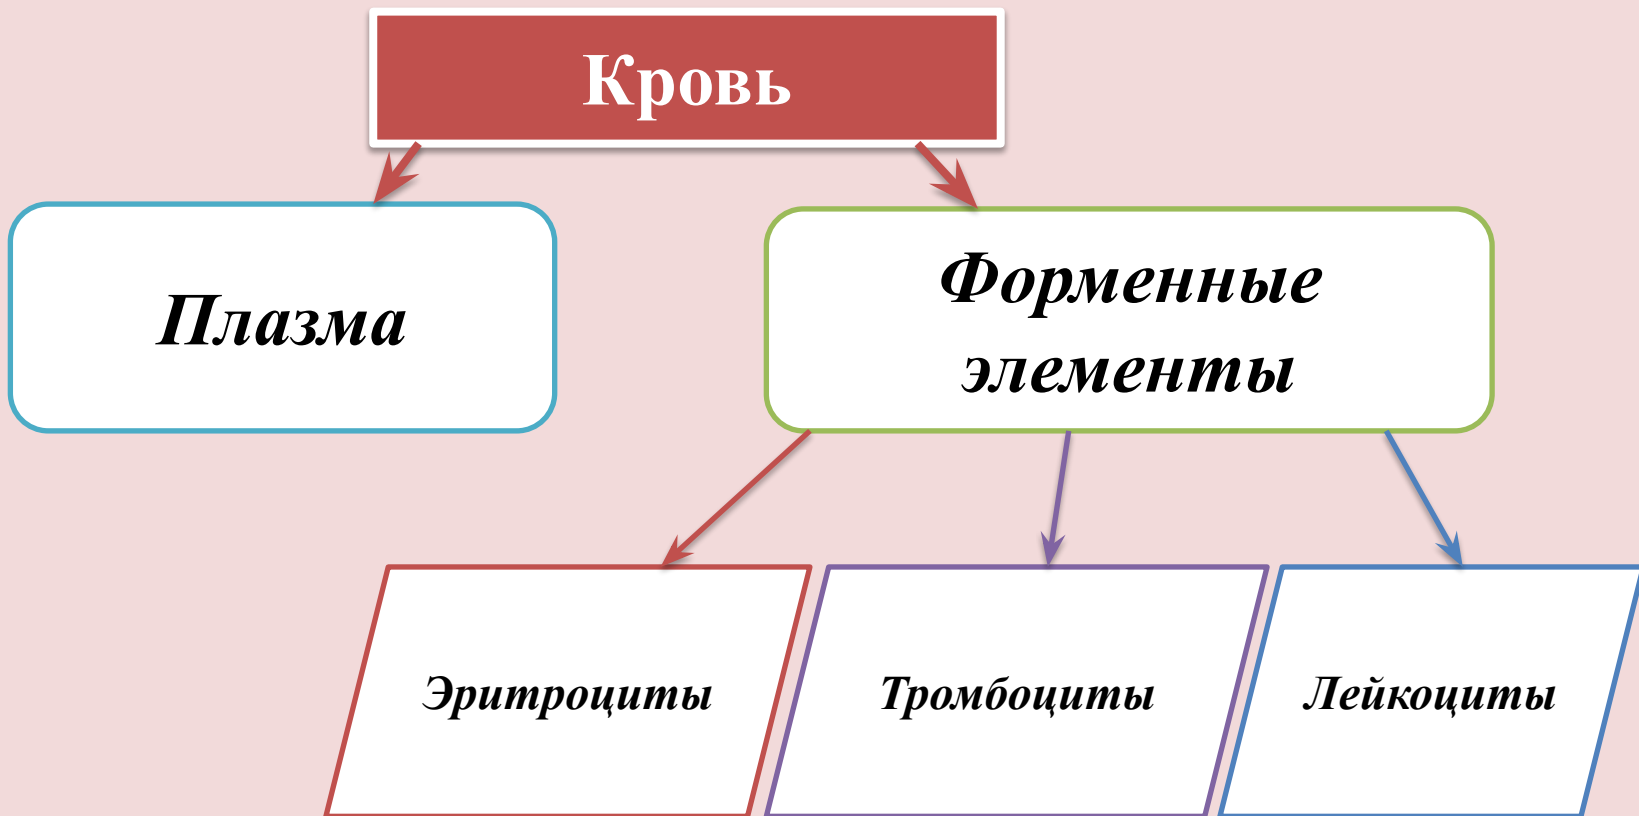 Кровь
Плазма
Форменные
элементы
Эритроциты
Тромбоциты
Лейкоциты